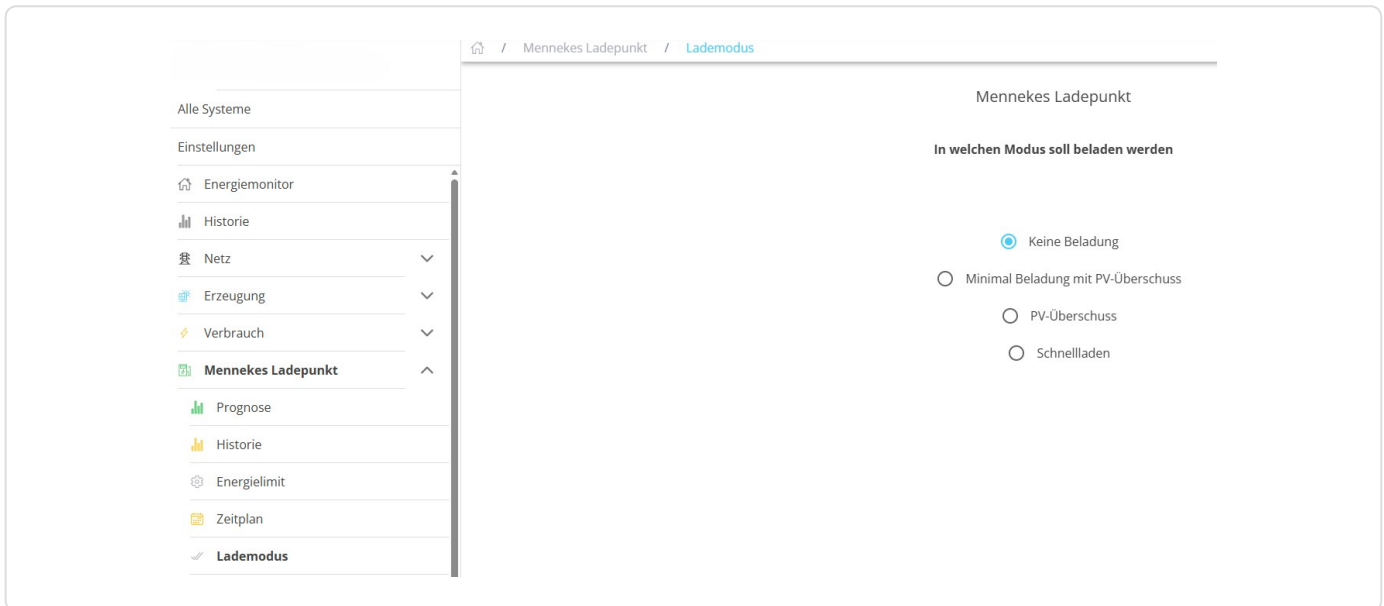 / Mennekes Ladepunkt / Lademodus
Alle Systeme
Einstellungen
Energiemonitor
Historie
Netz
Erzeugung
Verbrauch
Mennekes Ladepunkt
Prognose
Historie
Energielimit
Zeitplan
Lademodus
Mennekes Ladepunkt
In welchen Modus soll beladen werden
Keine Beladung
Minimal Beladung mit PV-Überschuss
PV-Überschuss
Schnellladen